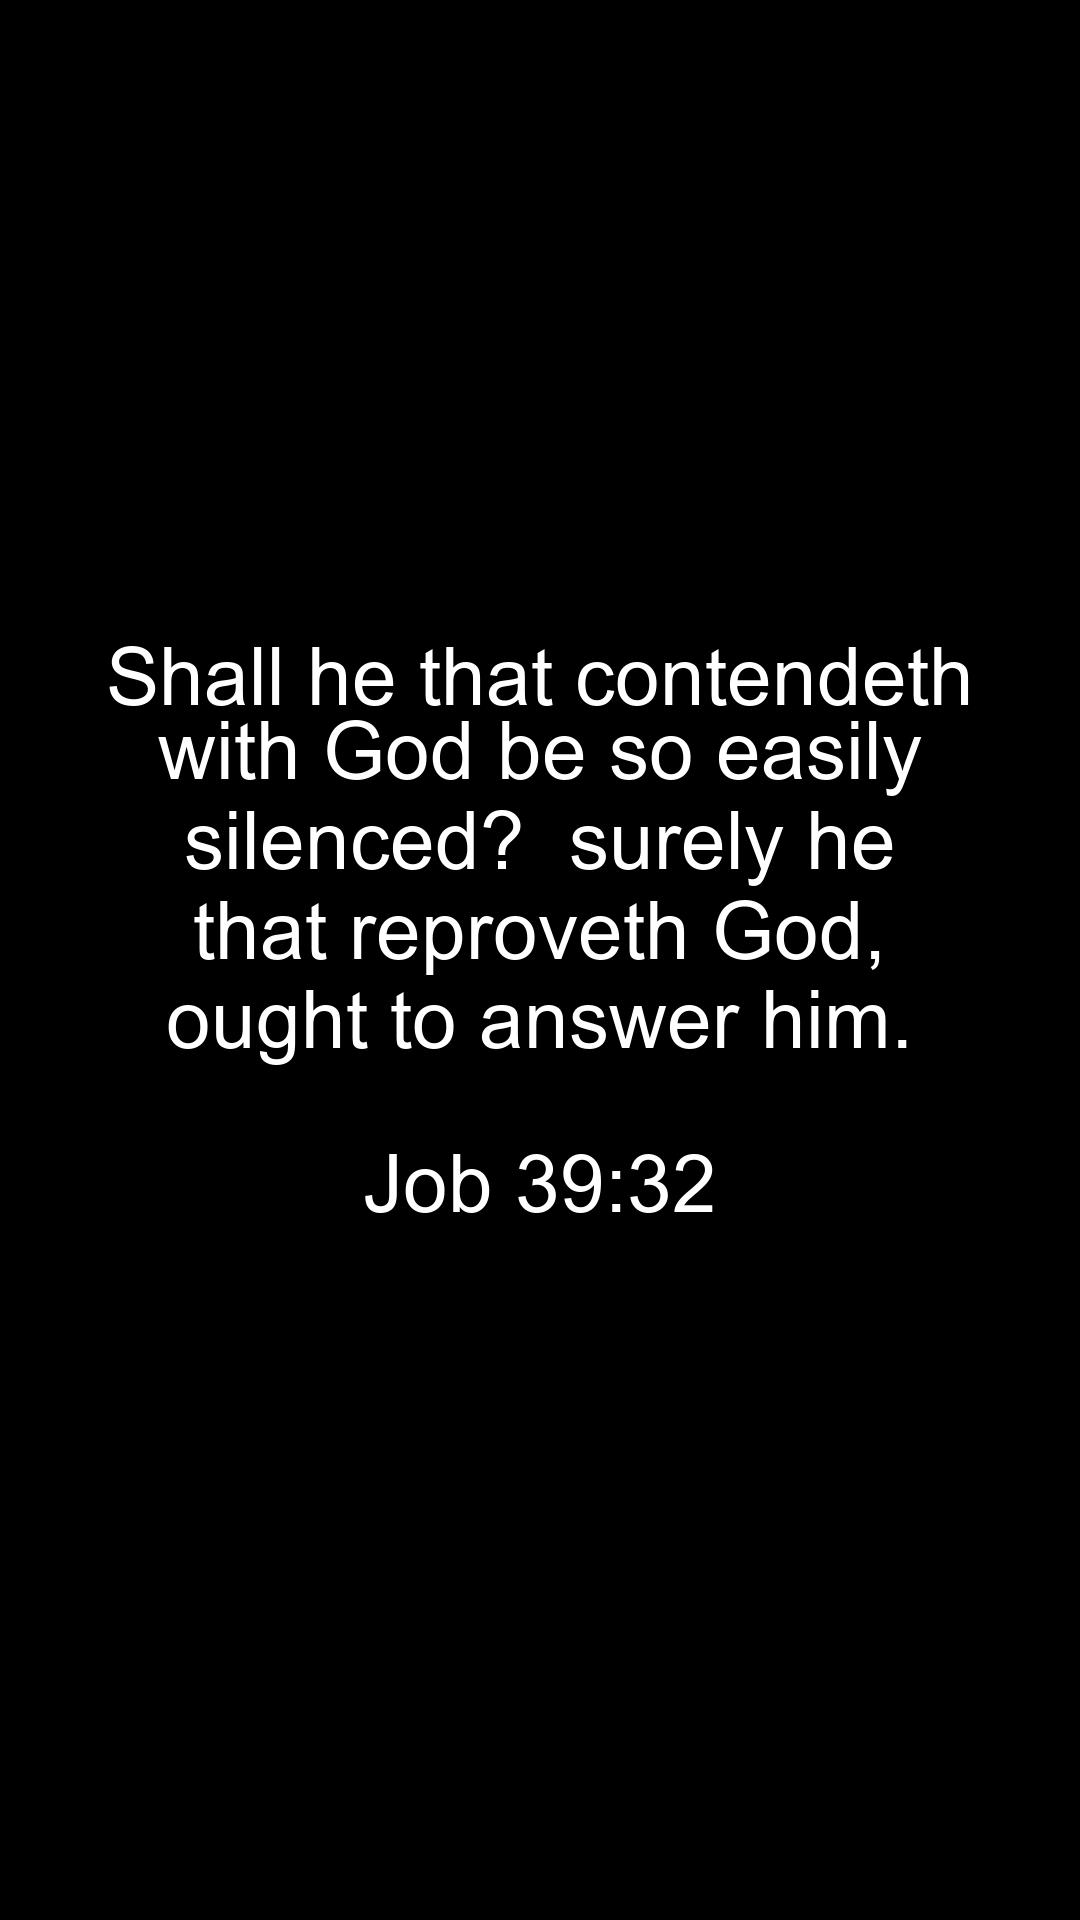 Shall he that contendeth
with God be so easily
silenced?  surely he
that reproveth God,
ought to answer him.
Job 39:32